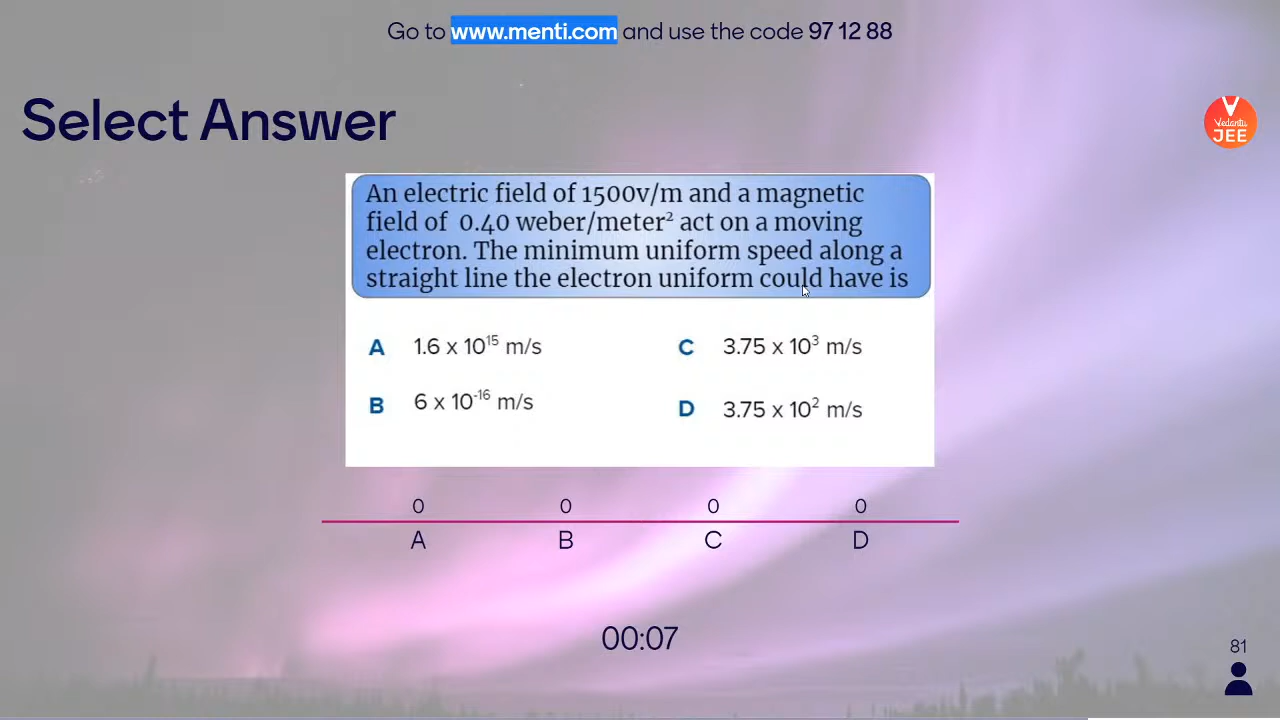 Go to www.menti.com and use the code 97 12 88
Select Answer
Vedantu
JEE
An electric field of 1500v/m and a magnetic
field of 0.40 weber/meter² act on a moving
electron. The minimum uniform speed along a
straight line the electron uniform could have is
A 1.6 x 10¹⁵ m/s
C 3.75 x 10³ m/s
B 6 x 10⁻¹⁶ m/s
D 3.75 x 10² m/s
0 0 0 0
A B C D
00:07
81